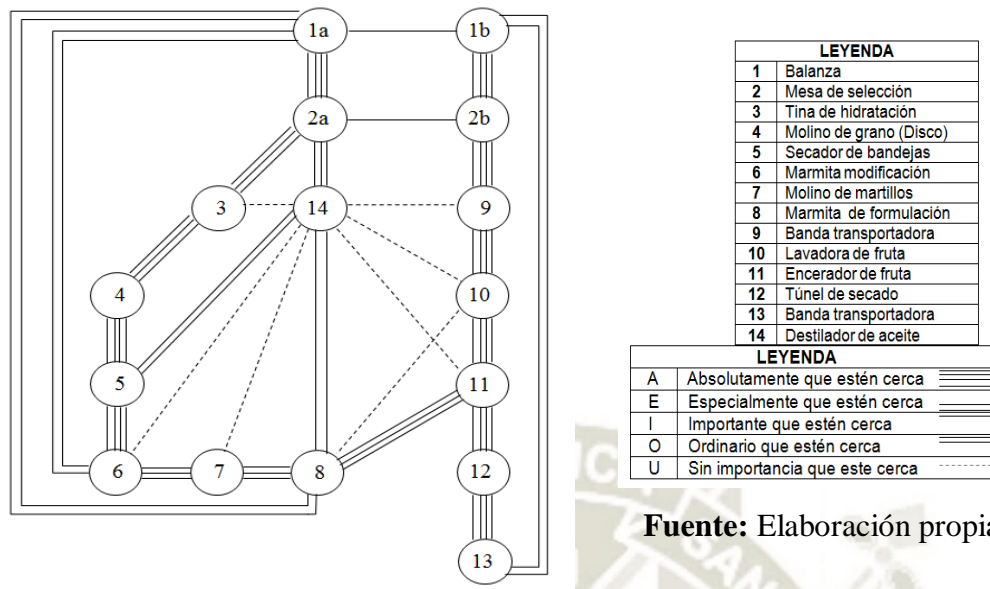 1a
1b
2a
2b
3
14
9
4
10
5
11
6
7
8
12
13
LEYENDA
1 Balanza
2 Mesa de selección
3 Tina de hidratación
4 Molino de grano (Disco)
5 Secador de bandejas
6 Marmita modificación
7 Molino de martillos
8 Marmita de formulación
9 Banda transportadora
10 Lavadora de fruta
11 Encerador de fruta
12 Túnel de secado
13 Banda transportadora
14 Destilador de aceite
LEYENDA
A Absolutamente que estén cerca
E Especialmente que estén cerca
I Importante que estén cerca
O Ordinario que estén cerca
U Sin importancia que este cerca
Fuente: Elaboración propia